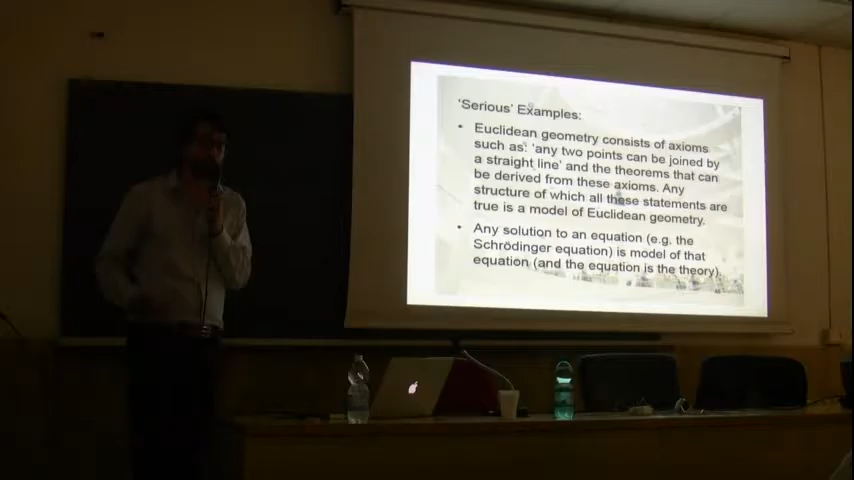 'Serious' Examples:
• Euclidean geometry consists of axioms
such as: 'any two points can be joined by
a straight line' and the theorems that can
be derived from these axioms. Any
structure of which all these statements are
true is a model of Euclidean geometry.
• Any solution to an equation (e.g. the
Schrödinger equation) is model of that
equation (and the equation is the theory).